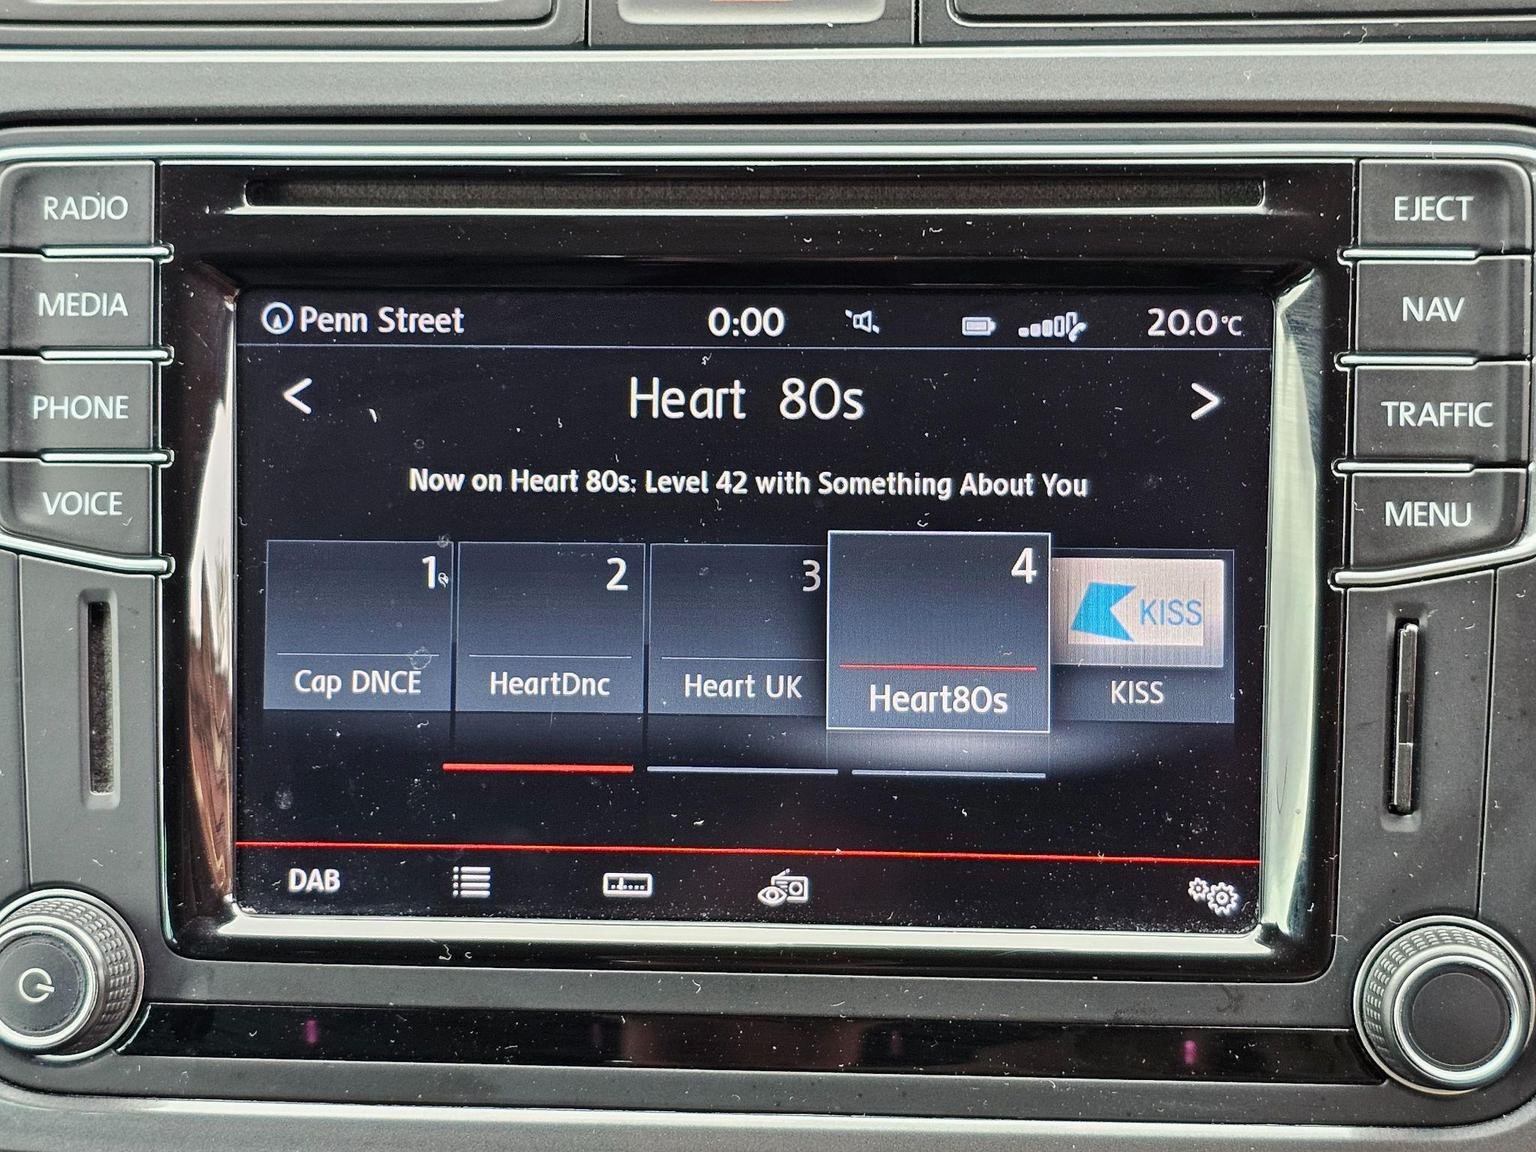 RADIO
MEDIA
PHONE
VOICE
EJECT
NAV
TRAFFIC
MENU
Penn Street 0:00 20.0°C
< Heart 80s >
Now on Heart 80s: Level 42 with Something About You
1 2 3 4 KISS
Cap DNCE HeartDnc Heart UK Heart80s KISS
DAB